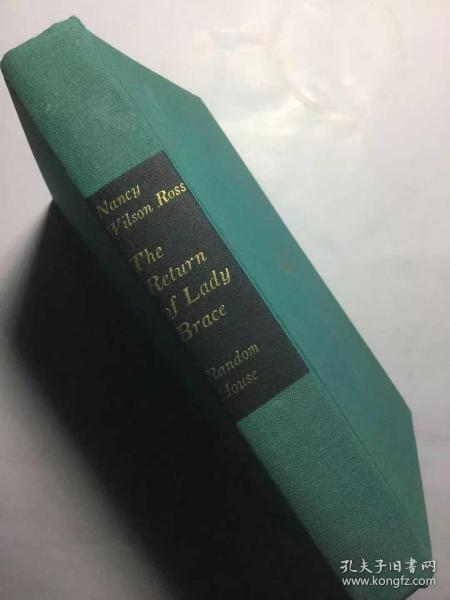 Nancy
Wilson Ross
The
Return
of Lady
Brace
Random
House
孔夫子旧书网
www.kongfz.com